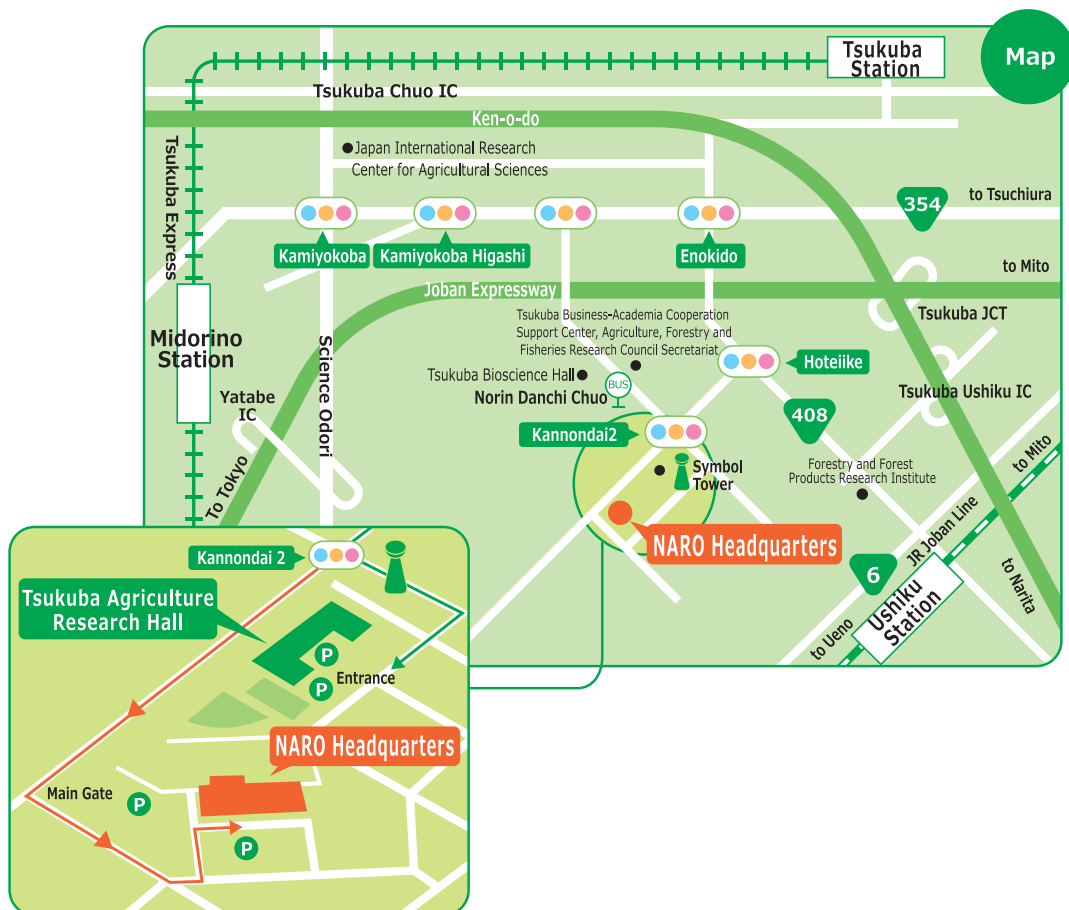 Map
Tsukuba
Station
Tsukuba Chuo IC
Ken-o-do
Tsukuba Express
Japan International Research
Center for Agricultural Sciences
to Tsuchiura
354
Kamiyokoba
Kamiyokoba Higashi
Enokido
to Mito
Joban Expressway
Midorino
Station
Science Odori
Tsukuba Business-Academia Cooperation
Support Center, Agriculture, Forestry and
Fisheries Research Council Secretariat
Tsukuba JCT
Hoteiike
Tsukuba Bioscience Hall
BUS
Norin Danchi Chuo
Tsukuba Ushiku IC
Yatabe
IC
408
Kannondai2
To Tokyo
Symbol
Tower
Forestry and Forest
Products Research Institute
to Mito
NARO Headquarters
JR Joban Line
6
to Narita
Ushiku
Station
to Ueno
Kannondai 2
Tsukuba Agriculture
Research Hall
P
Entrance
P
NARO Headquarters
Main Gate
P
P